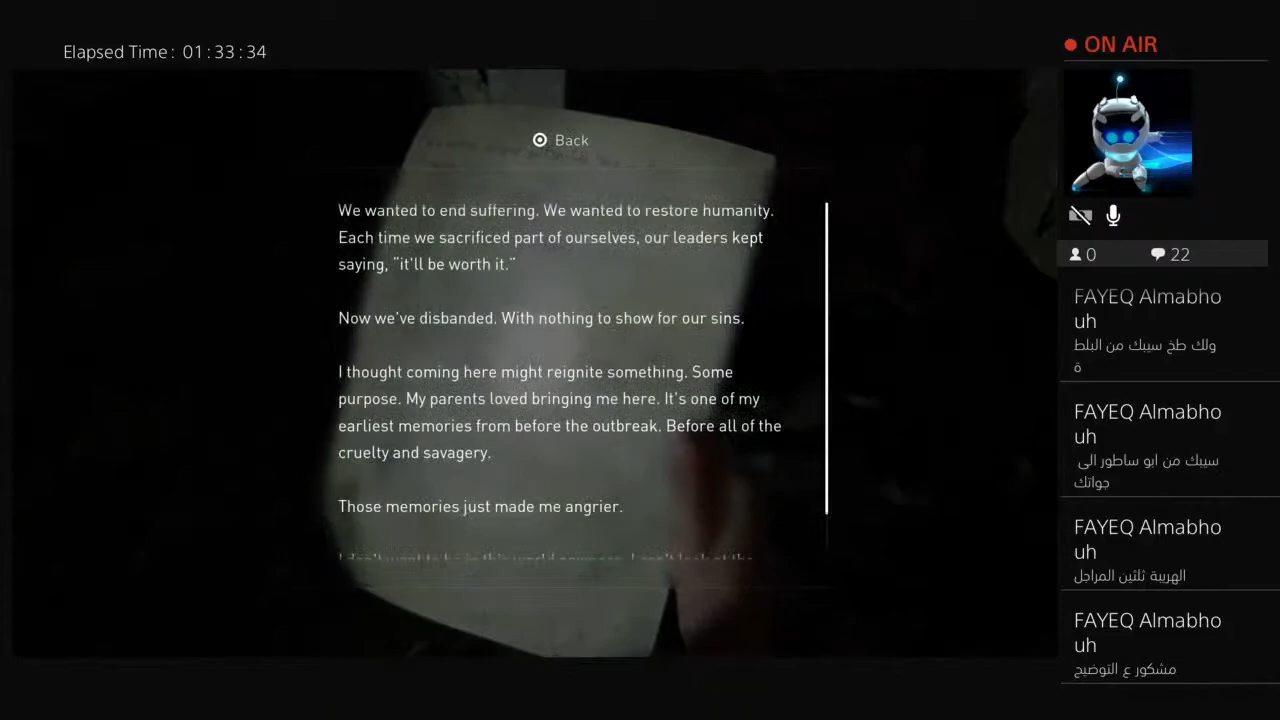 Elapsed Time: 01:33:34
ON AIR
Back
We wanted to end suffering. We wanted to restore humanity.
Each time we sacrificed part of ourselves, our leaders kept
saying, "it'll be worth it."
Now we've disbanded. With nothing to show for our sins.
I thought coming here might reignite something. Some
purpose. My parents loved bringing me here. It's one of my
earliest memories from before the outbreak. Before all of the
cruelty and savagery.
Those memories just made me angrier.
0
22
FAYEQ Almabho
uh
ولك طخ سيبك من البلط
ة
FAYEQ Almabho
uh
سيبك من ابو ساطور الى
جواتك
FAYEQ Almabho
uh
الهريبة ثلثين المراجل
FAYEQ Almabho
uh
مشكور ع التوضيح